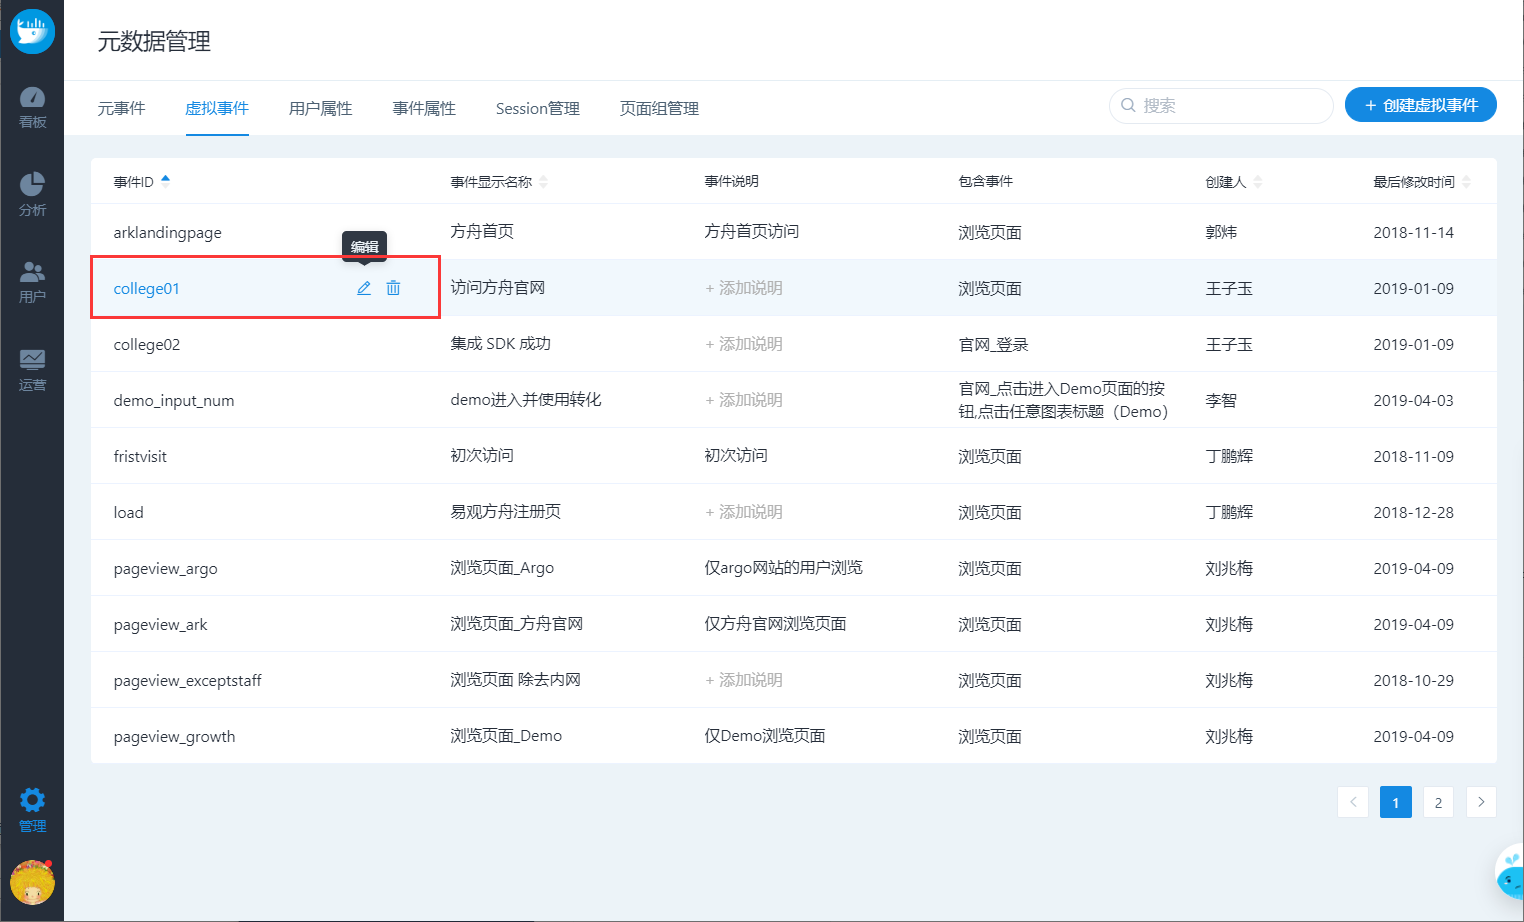 元数据管理
元事件 虚拟事件 用户属性 事件属性 Session管理 页面组管理 搜索 + 创建虚拟事件
看板
分析
用户
运营
管理
事件ID 事件显示名称 事件说明 包含事件 创建人 最后修改时间
arklandingpage 方舟首页 方舟首页访问 浏览页面 郭炜 2018-11-14
编辑
college01 访问方舟官网 + 添加说明 浏览页面 王子玉 2019-01-09
college02 集成 SDK 成功 + 添加说明 官网_登录 王子玉 2019-01-09
demo_input_num demo进入并使用转化 + 添加说明 官网_点击进入Demo页面的按
钮,点击任意图表标题（Demo） 李智 2019-04-03
fristvisit 初次访问 初次访问 浏览页面 丁鹏辉 2018-11-09
load 易观方舟注册页 + 添加说明 浏览页面 丁鹏辉 2018-12-28
pageview_argo 浏览页面_Argo 仅argo网站的用户浏览 浏览页面 刘兆梅 2019-04-09
pageview_ark 浏览页面_方舟官网 仅方舟官网浏览页面 浏览页面 刘兆梅 2019-04-09
pageview_exceptstaff 浏览页面 除去内网 + 添加说明 浏览页面 刘兆梅 2018-10-29
pageview_growth 浏览页面_Demo 仅Demo浏览页面 浏览页面 刘兆梅 2019-04-09
1 2